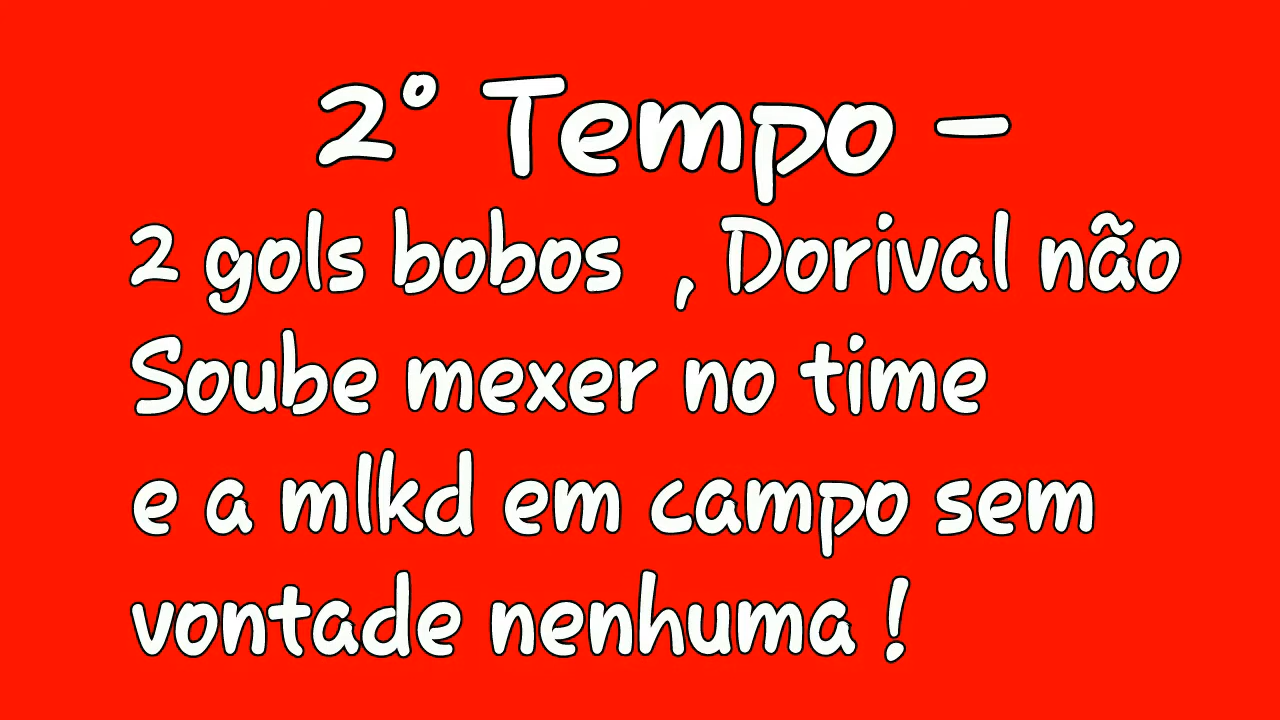 2° Tempo -
2 gols bobos , Dorival não
Soube mexer no time
e a mlkd em campo sem
vontade nenhuma !